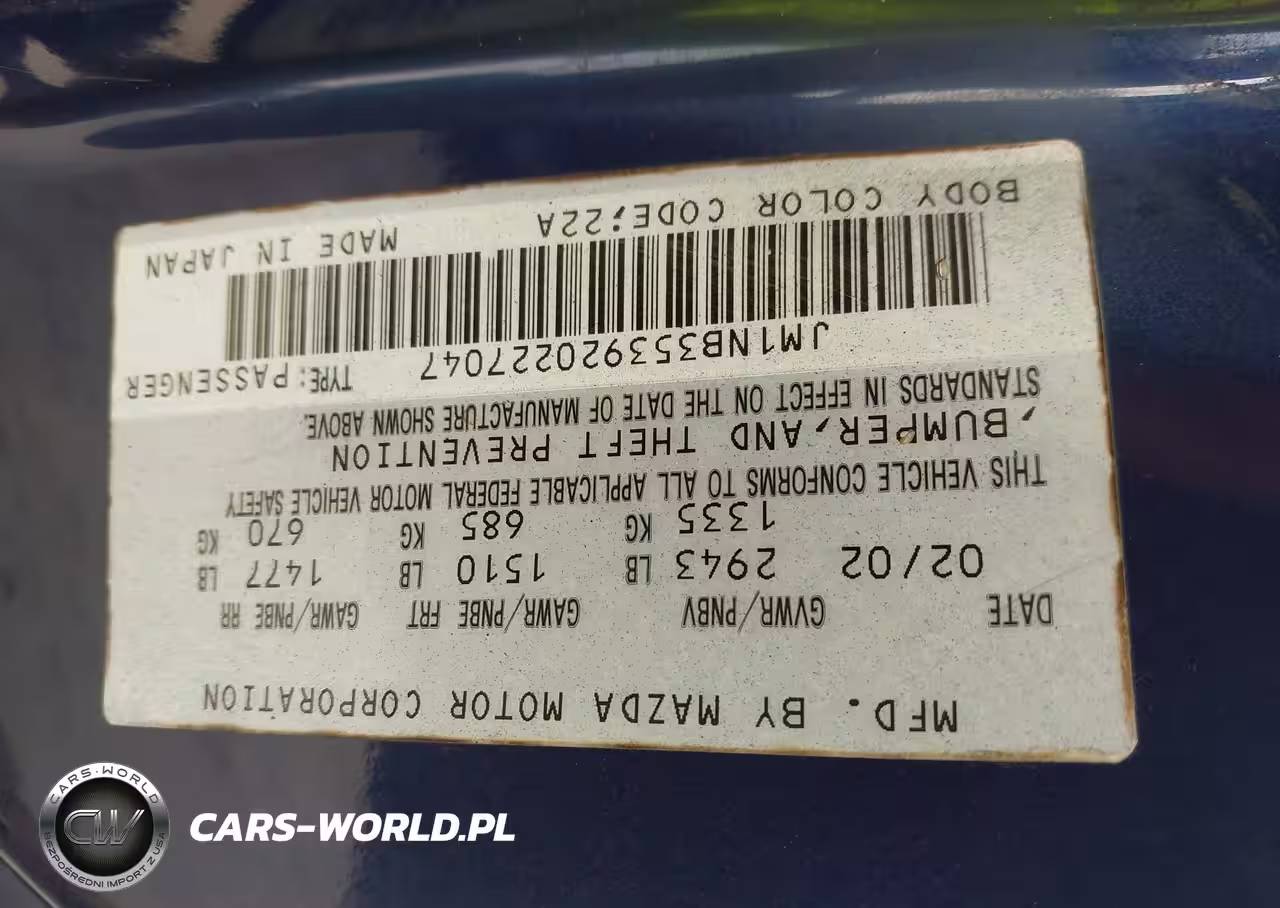 MFD. BY MAZDA MOTOR CORPORATION
DATE GVWR/PNBV GAWR/PNBE FRT GAWR/PNBE RR
02/02 2943 LB 1510 LB 1477 LB
1335 KG 685 KG 670 KG
THIS VEHICLE CONFORMS TO ALL APPLICABLE FEDERAL MOTOR VEHICLE SAFETY
,BUMPER,AND THEFT PREVENTION
STANDARDS IN EFFECT ON THE DATE OF MANUFACTURE SHOWN ABOVE.
JM1NB353920227047 TYPE: PASSENGER
BODY COLOR CODE;22A MADE IN JAPAN
CARS-WORLD
CW
BEZPOŚREDNI IMPORT Z USA
CARS-WORLD.PL